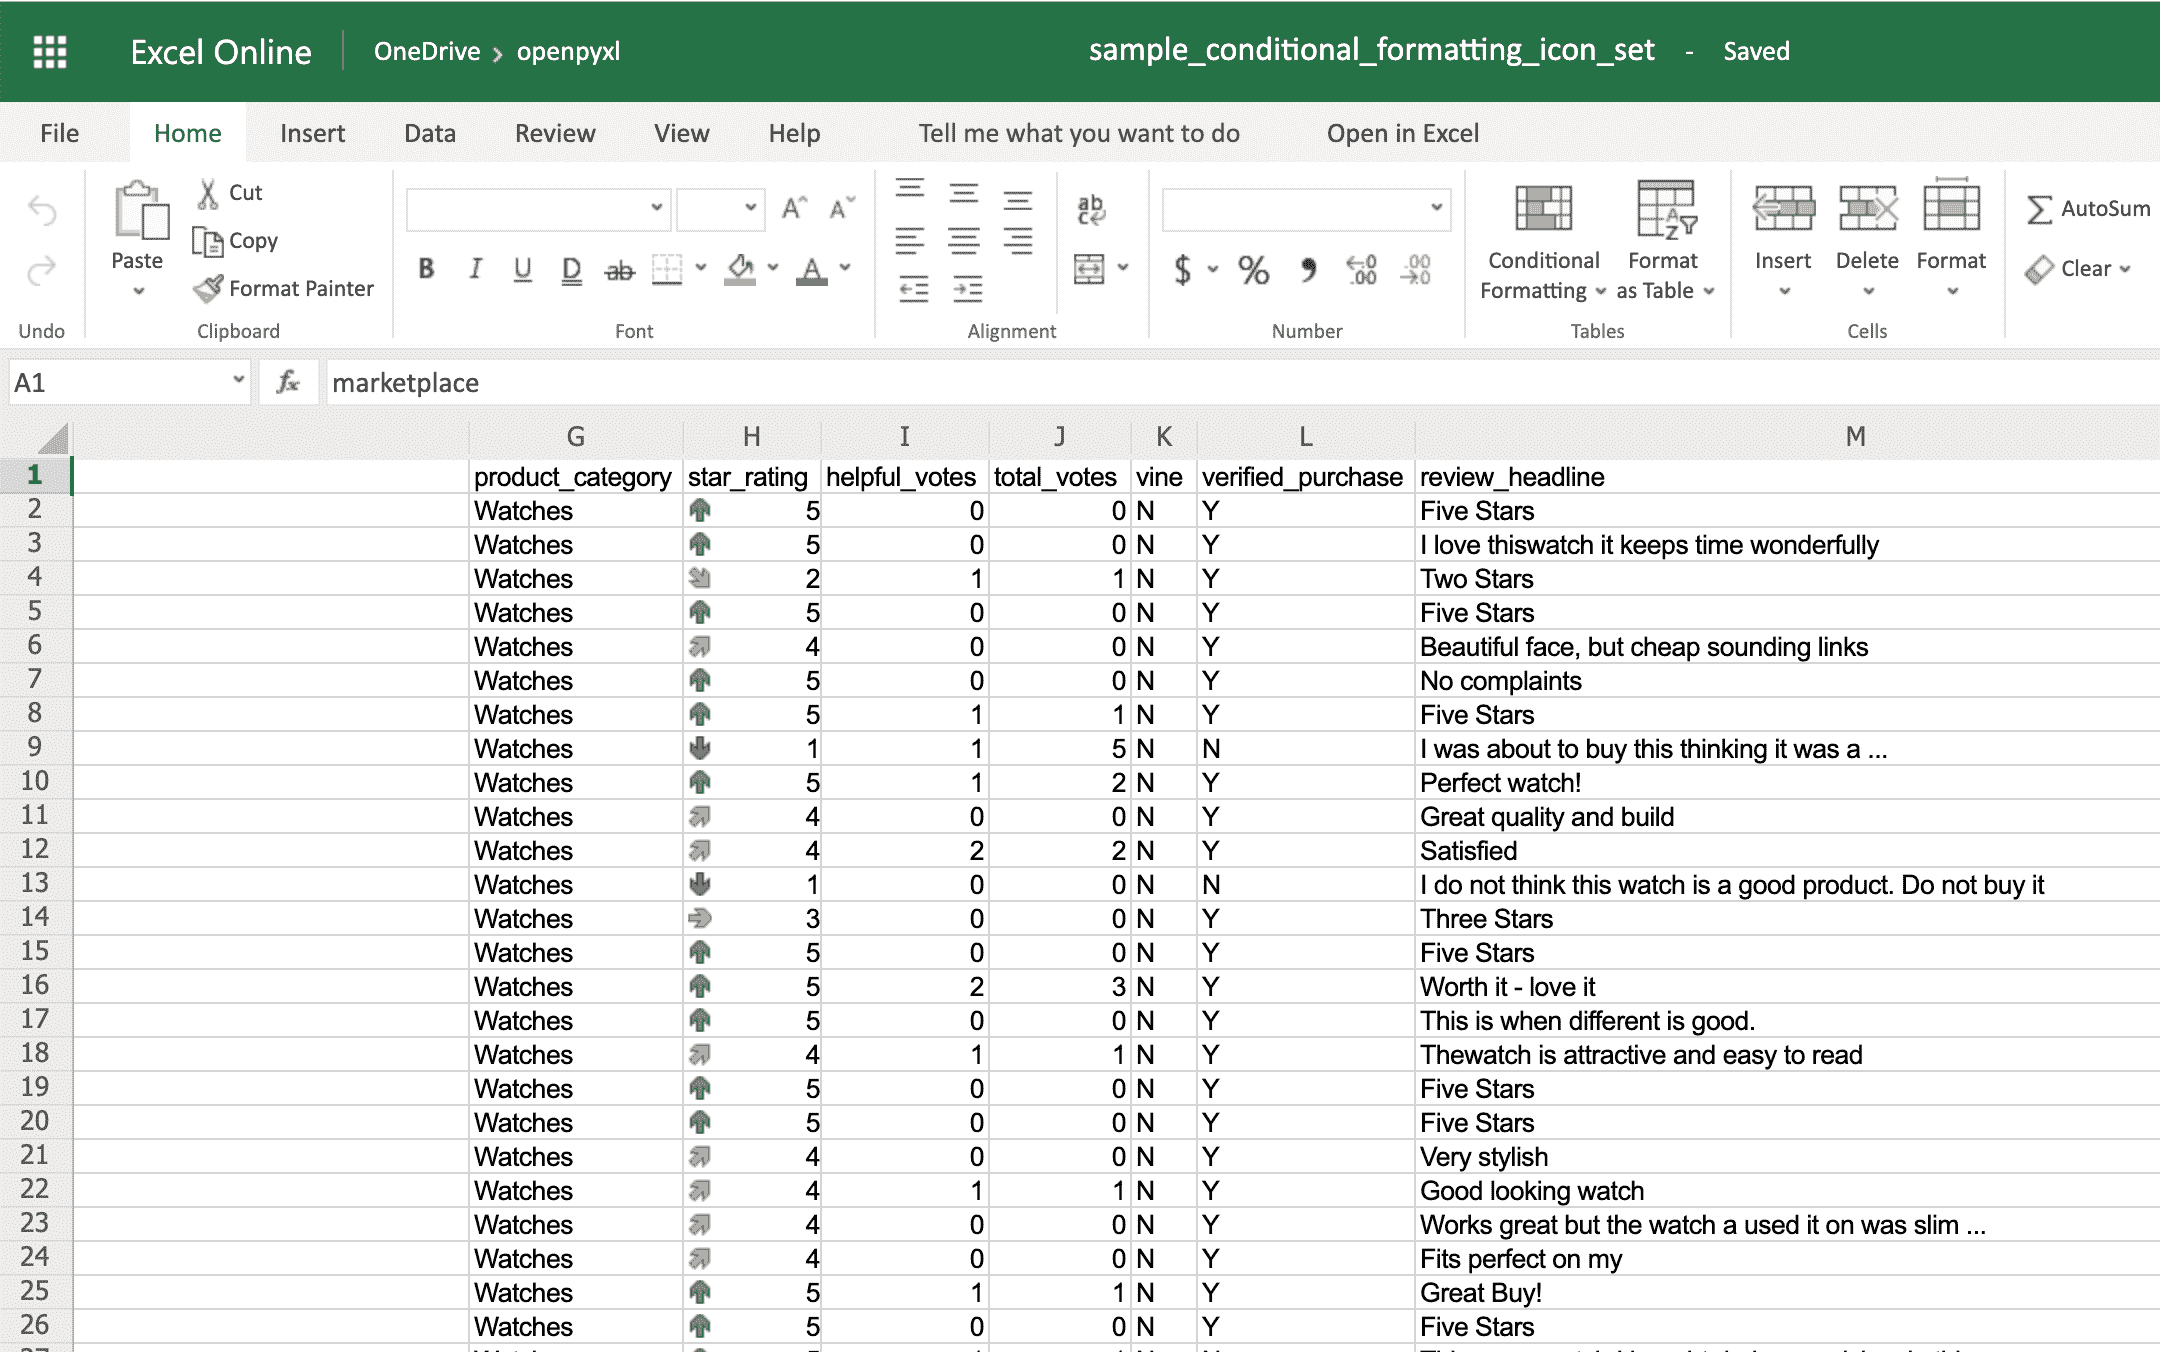 Excel Online OneDrive > openpyxl sample_conditional_formatting_icon_set - Saved
File Home Insert Data Review View Help Tell me what you want to do Open in Excel
Cut
Copy
Format Painter
Paste
Conditional Formatting
Format as Table
Insert Delete Format
AutoSum
Clear
Undo Clipboard Font Alignment Number Tables Cells
A1 fx marketplace
G H I J K L M
1 product_category star_rating helpful_votes total_votes vine verified_purchase review_headline
2 Watches 5 0 0 N Y Five Stars
3 Watches 5 0 0 N Y I love thiswatch it keeps time wonderfully
4 Watches 2 1 1 N Y Two Stars
5 Watches 5 0 0 N Y Five Stars
6 Watches 4 0 0 N Y Beautiful face, but cheap sounding links
7 Watches 5 0 0 N Y No complaints
8 Watches 5 1 1 N Y Five Stars
9 Watches 1 1 5 N N I was about to buy this thinking it was a ...
10 Watches 5 1 2 N Y Perfect watch!
11 Watches 4 0 0 N Y Great quality and build
12 Watches 4 2 2 N Y Satisfied
13 Watches 1 0 0 N N I do not think this watch is a good product. Do not buy it
14 Watches 3 0 0 N Y Three Stars
15 Watches 5 0 0 N Y Five Stars
16 Watches 5 2 3 N Y Worth it - love it
17 Watches 5 0 0 N Y This is when different is good.
18 Watches 4 1 1 N Y Thewatch is attractive and easy to read
19 Watches 5 0 0 N Y Five Stars
20 Watches 5 0 0 N Y Five Stars
21 Watches 4 0 0 N Y Very stylish
22 Watches 4 1 1 N Y Good looking watch
23 Watches 4 0 0 N Y Works great but the watch a used it on was slim ...
24 Watches 4 0 0 N Y Fits perfect on my
25 Watches 5 1 1 N Y Great Buy!
26 Watches 5 0 0 N Y Five Stars